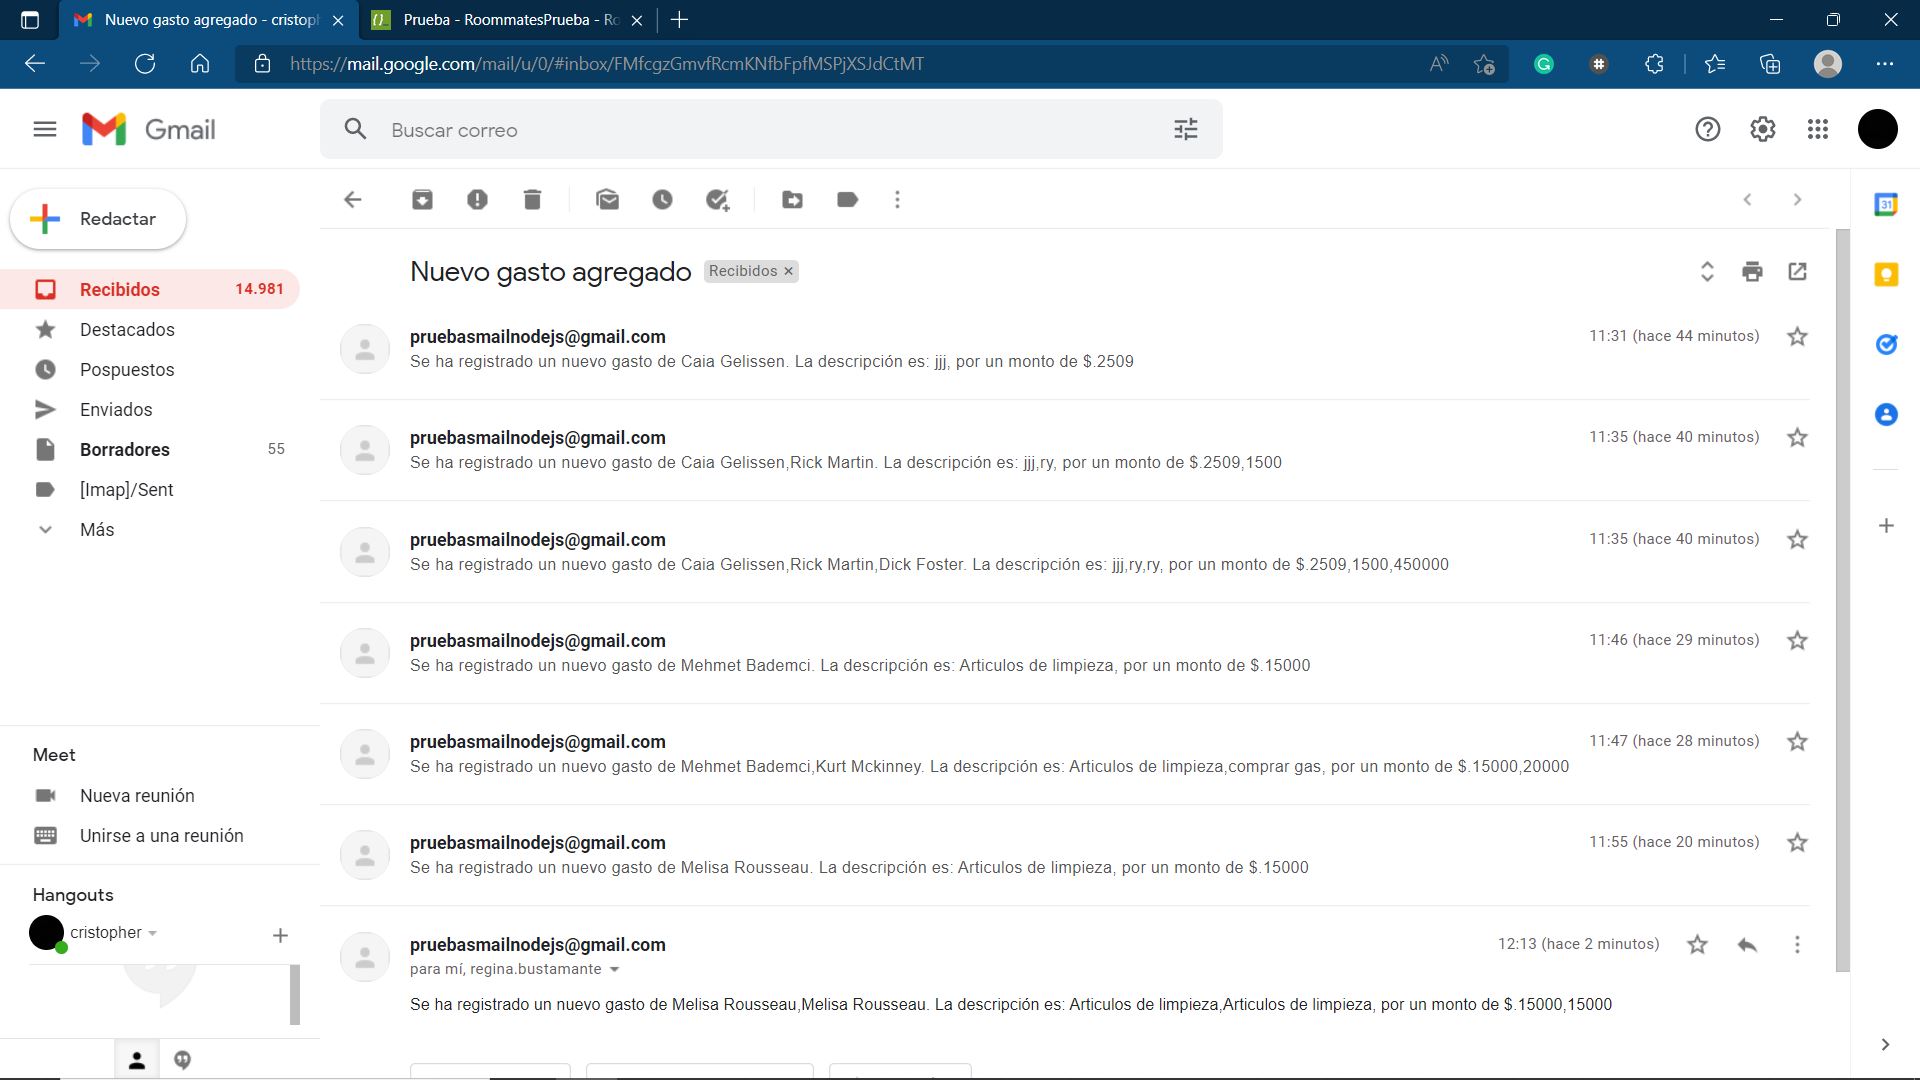 Nuevo gasto agregado - cristoph
Prueba - RoommatesPrueba - Ro
https://mail.google.com/mail/u/0/#inbox/FMfcgzGmvfRcmKNfbFpfMSPjXSJdCtMT
Gmail
Buscar correo
Redactar
Recibidos 14.981
Destacados
Pospuestos
Enviados
Borradores 55
[Imap]/Sent
Más
Meet
Nueva reunión
Unirse a una reunión
Hangouts
cristopher
Nuevo gasto agregado Recibidos
pruebasmailnodejs@gmail.com 11:31 (hace 44 minutos)
Se ha registrado un nuevo gasto de Caia Gelissen. La descripción es: jjj, por un monto de $.2509
pruebasmailnodejs@gmail.com 11:35 (hace 40 minutos)
Se ha registrado un nuevo gasto de Caia Gelissen,Rick Martin. La descripción es: jjj,ry, por un monto de $.2509,1500
pruebasmailnodejs@gmail.com 11:35 (hace 40 minutos)
Se ha registrado un nuevo gasto de Caia Gelissen,Rick Martin,Dick Foster. La descripción es: jjj,ry,ry, por un monto de $.2509,1500,450000
pruebasmailnodejs@gmail.com 11:46 (hace 29 minutos)
Se ha registrado un nuevo gasto de Mehmet Bademci. La descripción es: Articulos de limpieza, por un monto de $.15000
pruebasmailnodejs@gmail.com 11:47 (hace 28 minutos)
Se ha registrado un nuevo gasto de Mehmet Bademci,Kurt Mckinney. La descripción es: Articulos de limpieza,comprar gas, por un monto de $.15000,20000
pruebasmailnodejs@gmail.com 11:55 (hace 20 minutos)
Se ha registrado un nuevo gasto de Melisa Rousseau. La descripción es: Articulos de limpieza, por un monto de $.15000
pruebasmailnodejs@gmail.com 12:13 (hace 2 minutos)
para mí, regina.bustamante
Se ha registrado un nuevo gasto de Melisa Rousseau,Melisa Rousseau. La descripción es: Articulos de limpieza,Articulos de limpieza, por un monto de $.15000,15000
31